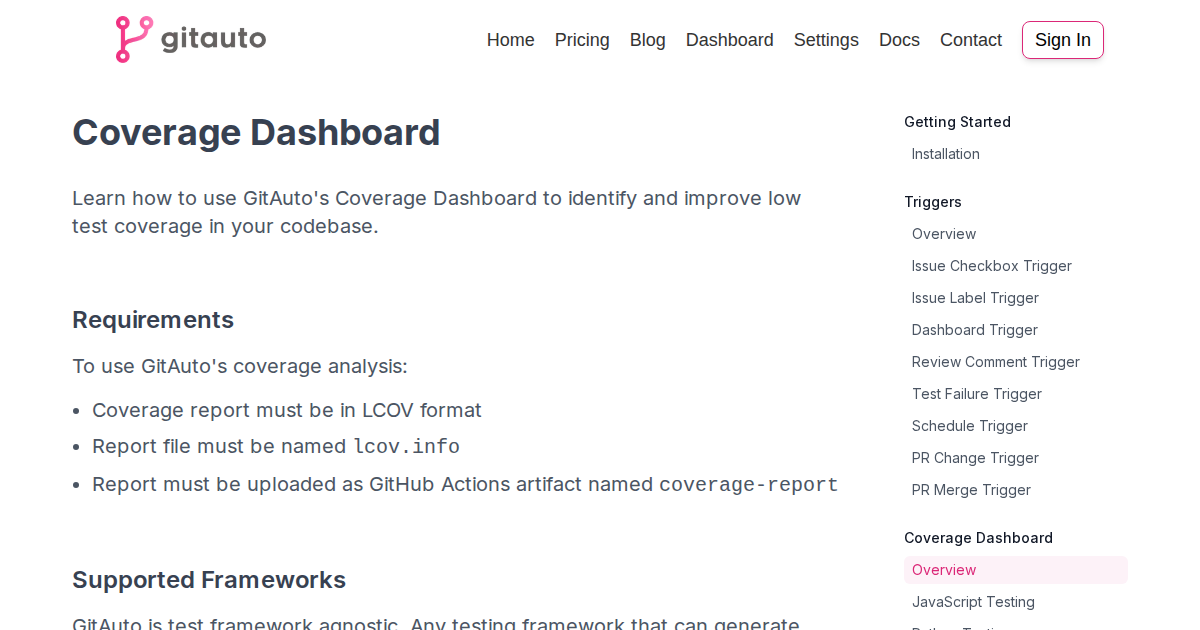 gitauto
Home Pricing Blog Dashboard Settings Docs Contact Sign In
Coverage Dashboard
Learn how to use GitAuto's Coverage Dashboard to identify and improve low
test coverage in your codebase.
Requirements
To use GitAuto's coverage analysis:
• Coverage report must be in LCOV format
• Report file must be named lcov.info
• Report must be uploaded as GitHub Actions artifact named coverage-report
Supported Frameworks
GitAuto is test framework agnostic. Any testing framework that can generate
Getting Started
Installation
Triggers
Overview
Issue Checkbox Trigger
Issue Label Trigger
Dashboard Trigger
Review Comment Trigger
Test Failure Trigger
Schedule Trigger
PR Change Trigger
PR Merge Trigger
Coverage Dashboard
Overview
JavaScript Testing